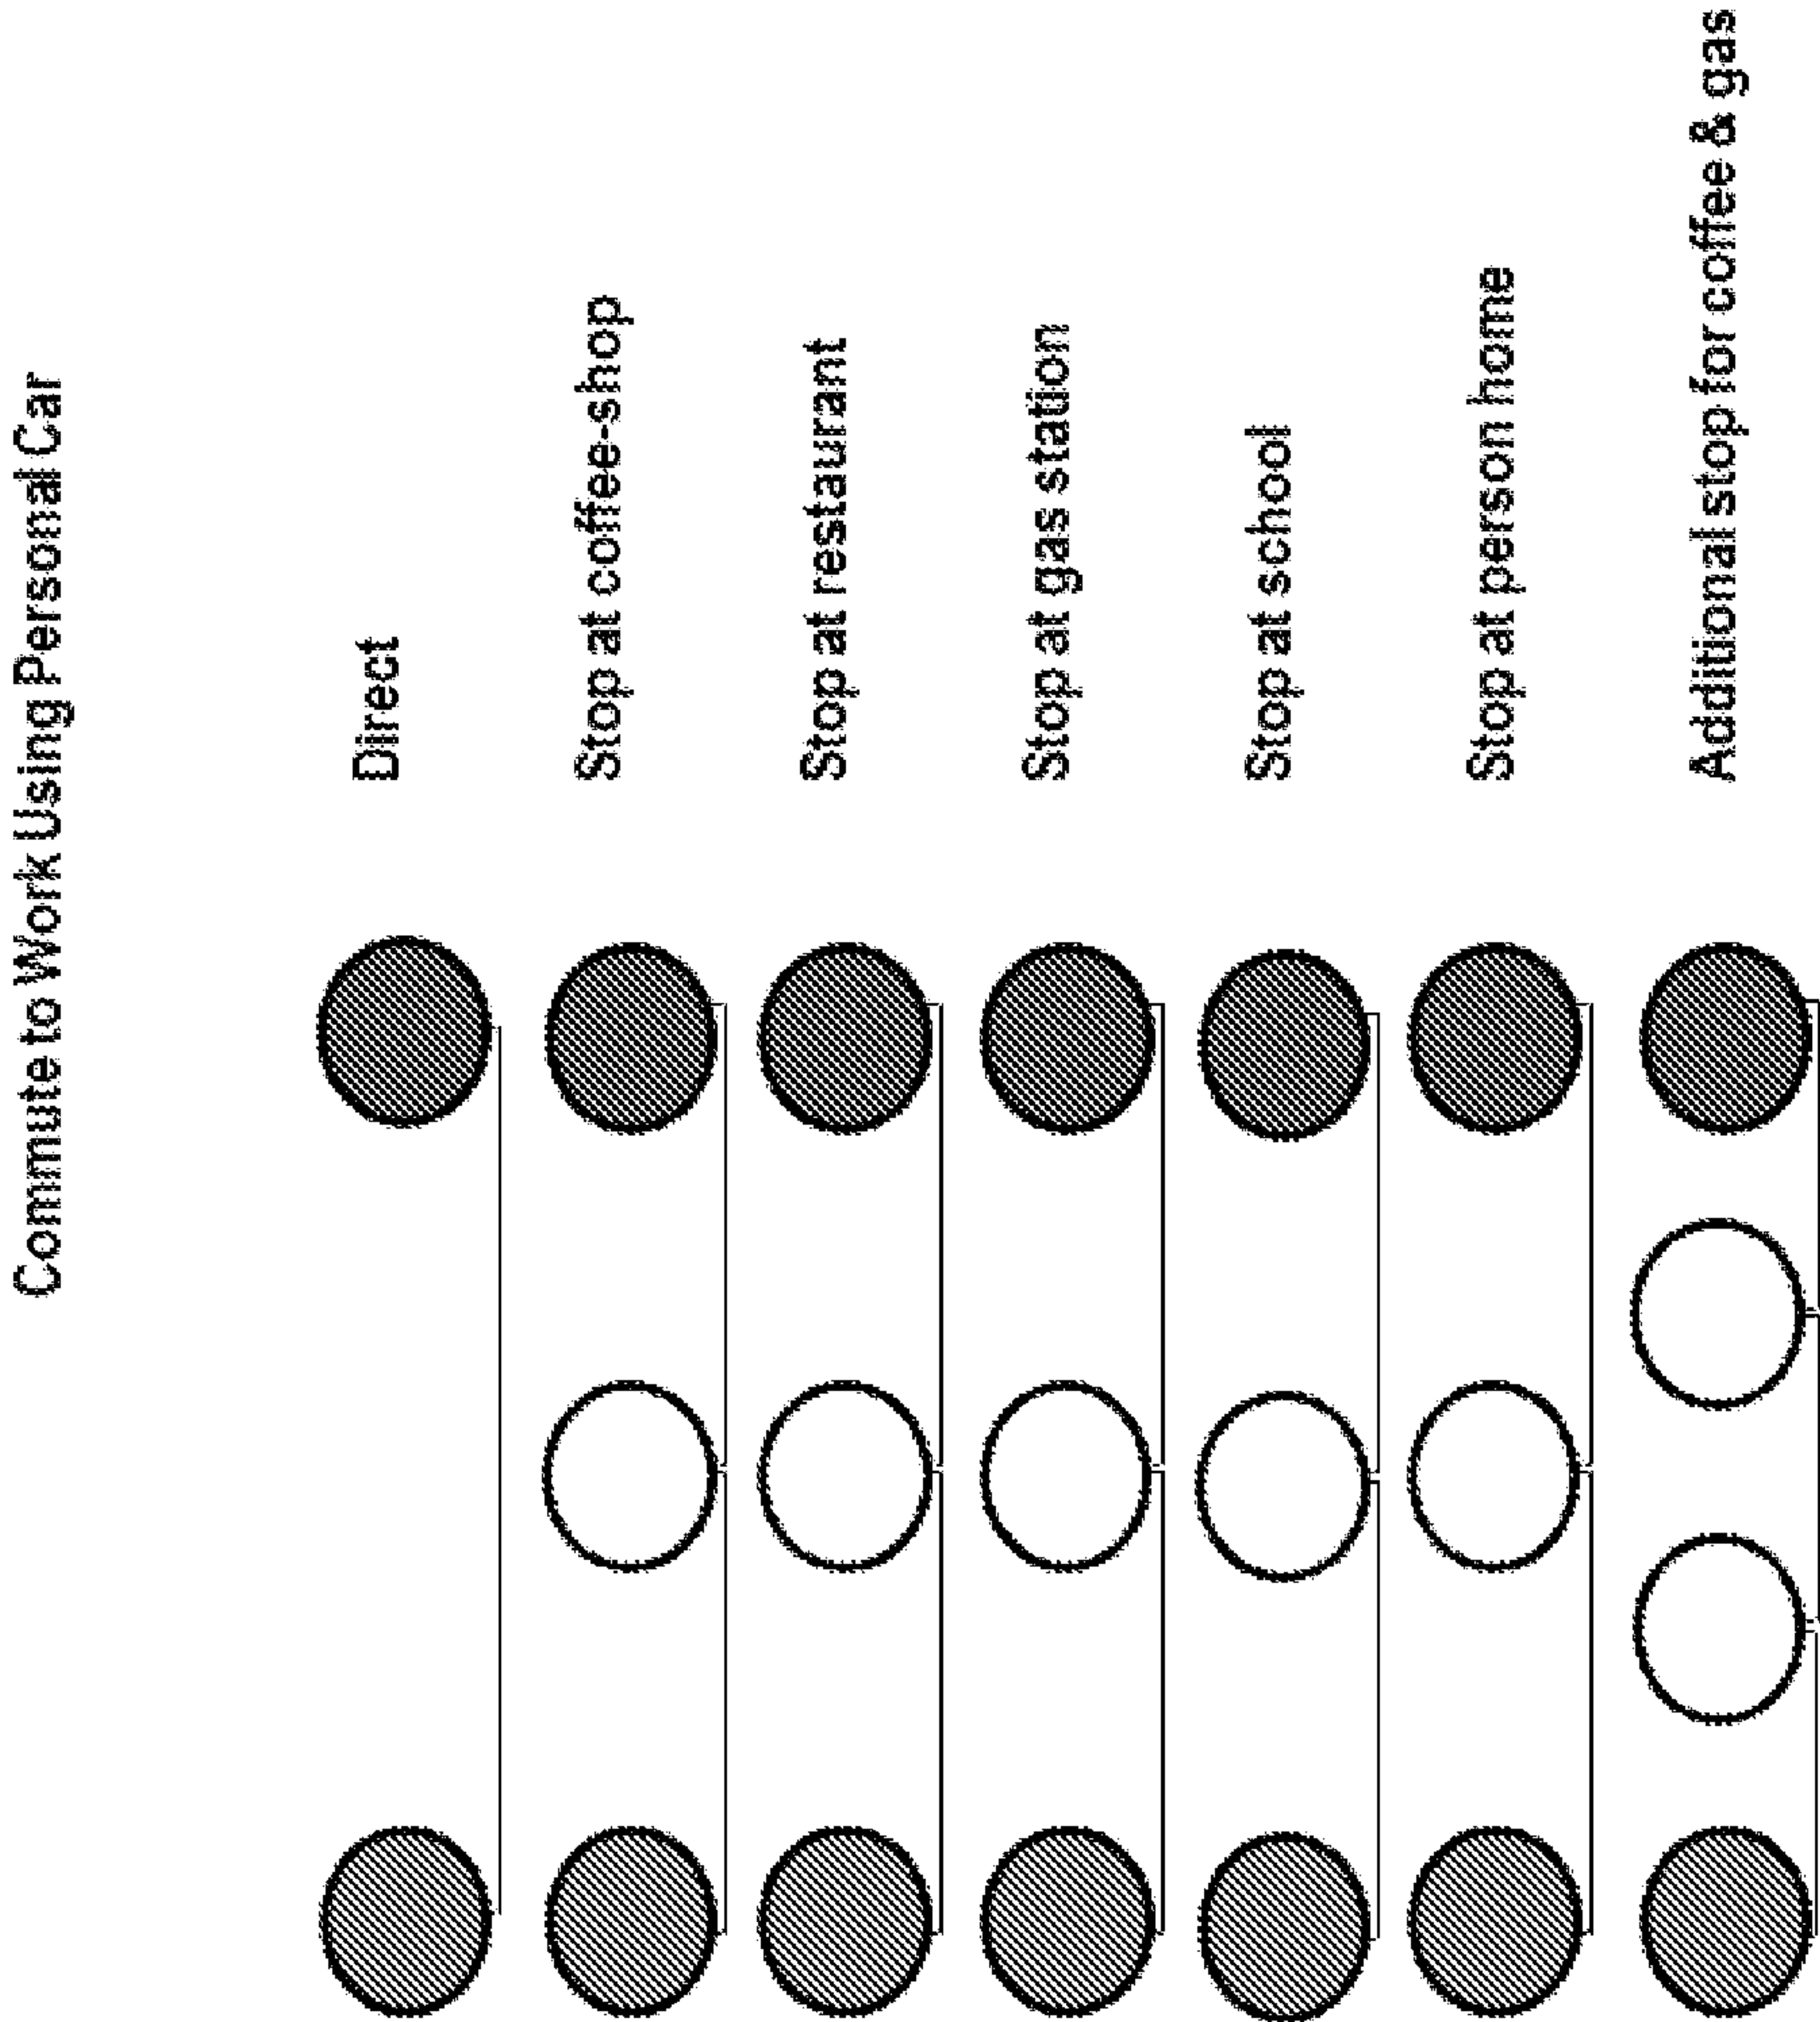 Commute to Work Using Personal Car
Direct
Stop at coffee-shop
Stop at restaurant
Stop at gas station
Stop at school
Stop at person home
Additional stop for coffee & gas